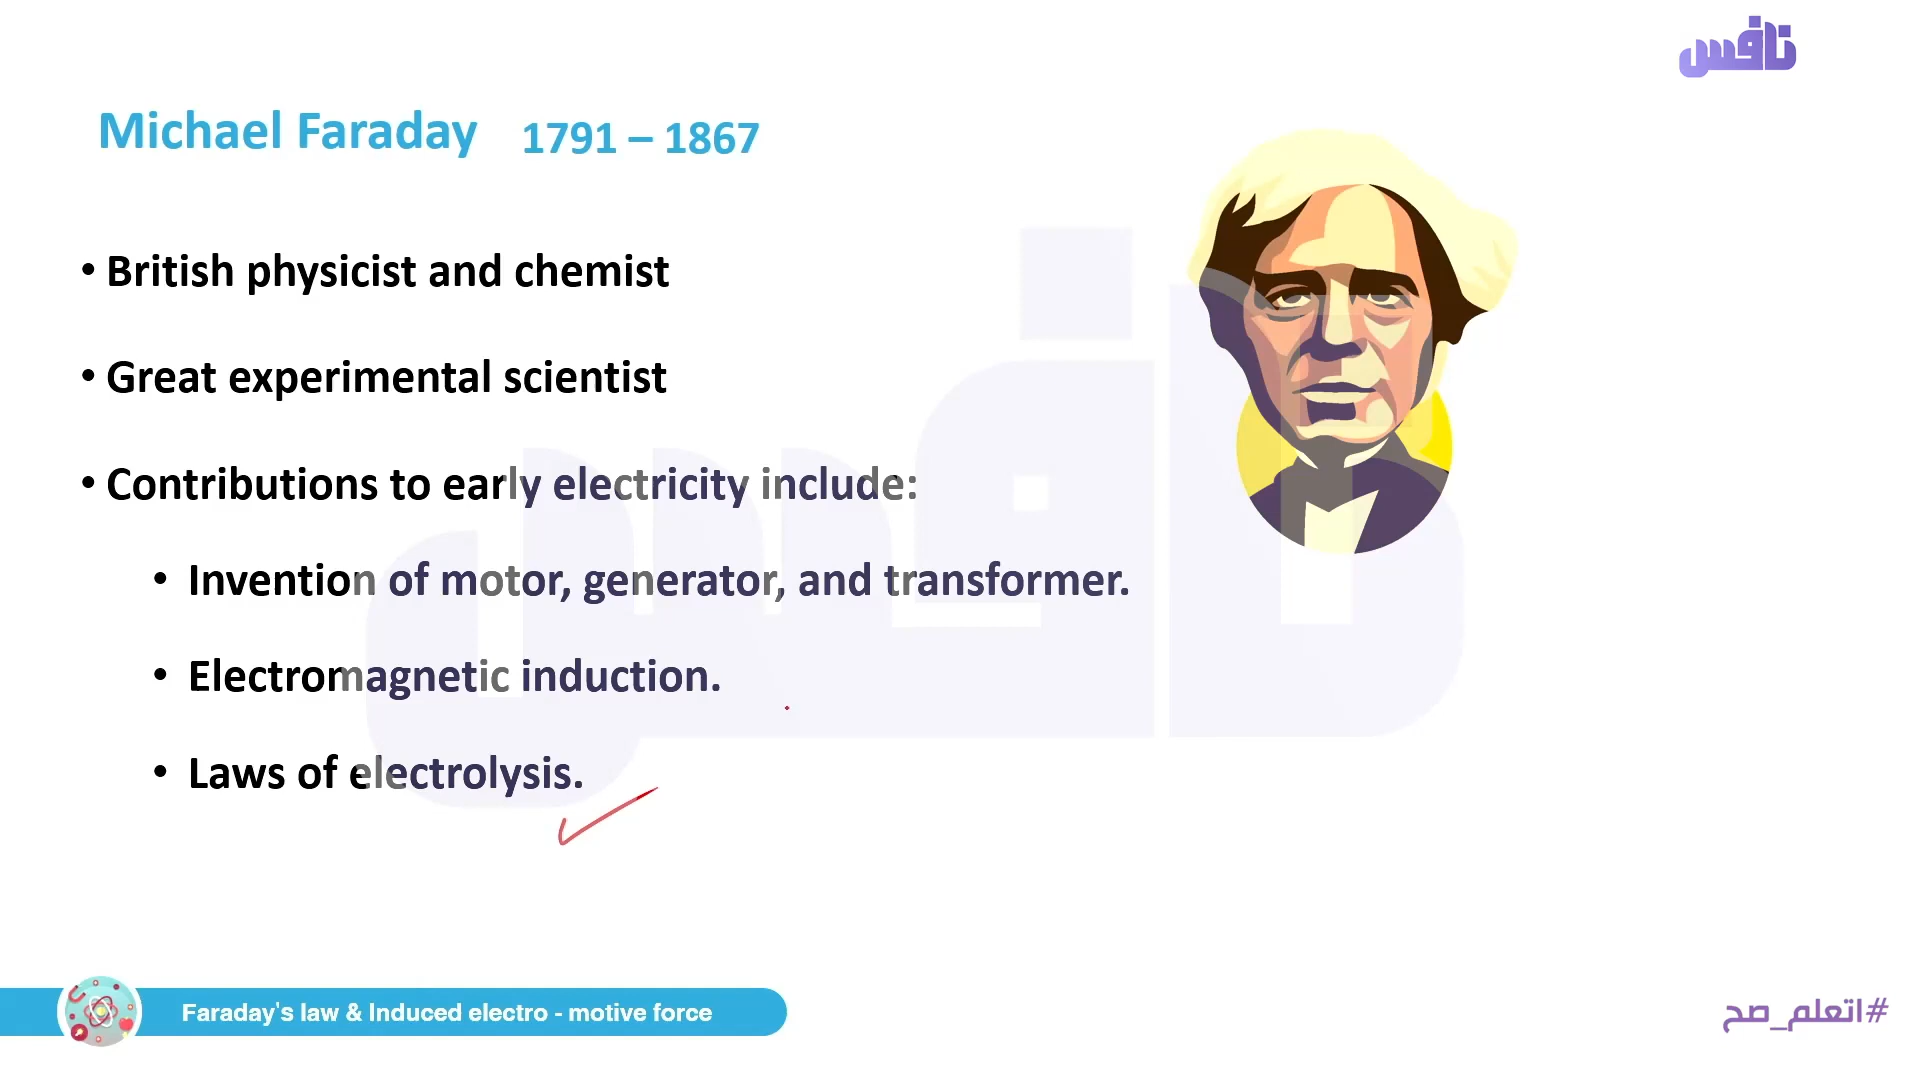 نافس
Michael Faraday 1791 – 1867
• British physicist and chemist
• Great experimental scientist
• Contributions to early electricity include:
• Invention of motor, generator, and transformer.
• Electromagnetic induction.
• Laws of electrolysis.
Faraday's law & Induced electro - motive force
#اتعلم_صح